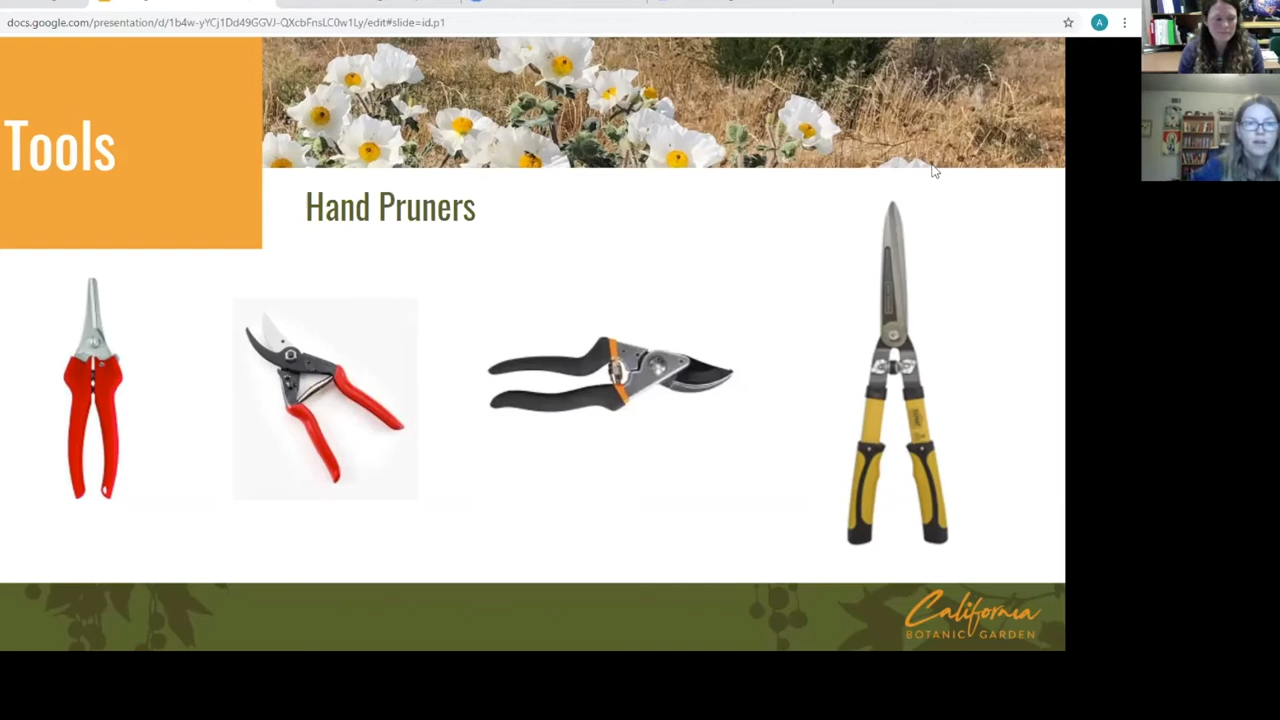 docs.google.com/presentation/d/1b4w-yYCj1Dd49GGVJ-QXcbFnsLC0w1Ly/edit#slide=id.p1
A
Tools
Hand Pruners
California
BOTANIC GARDEN